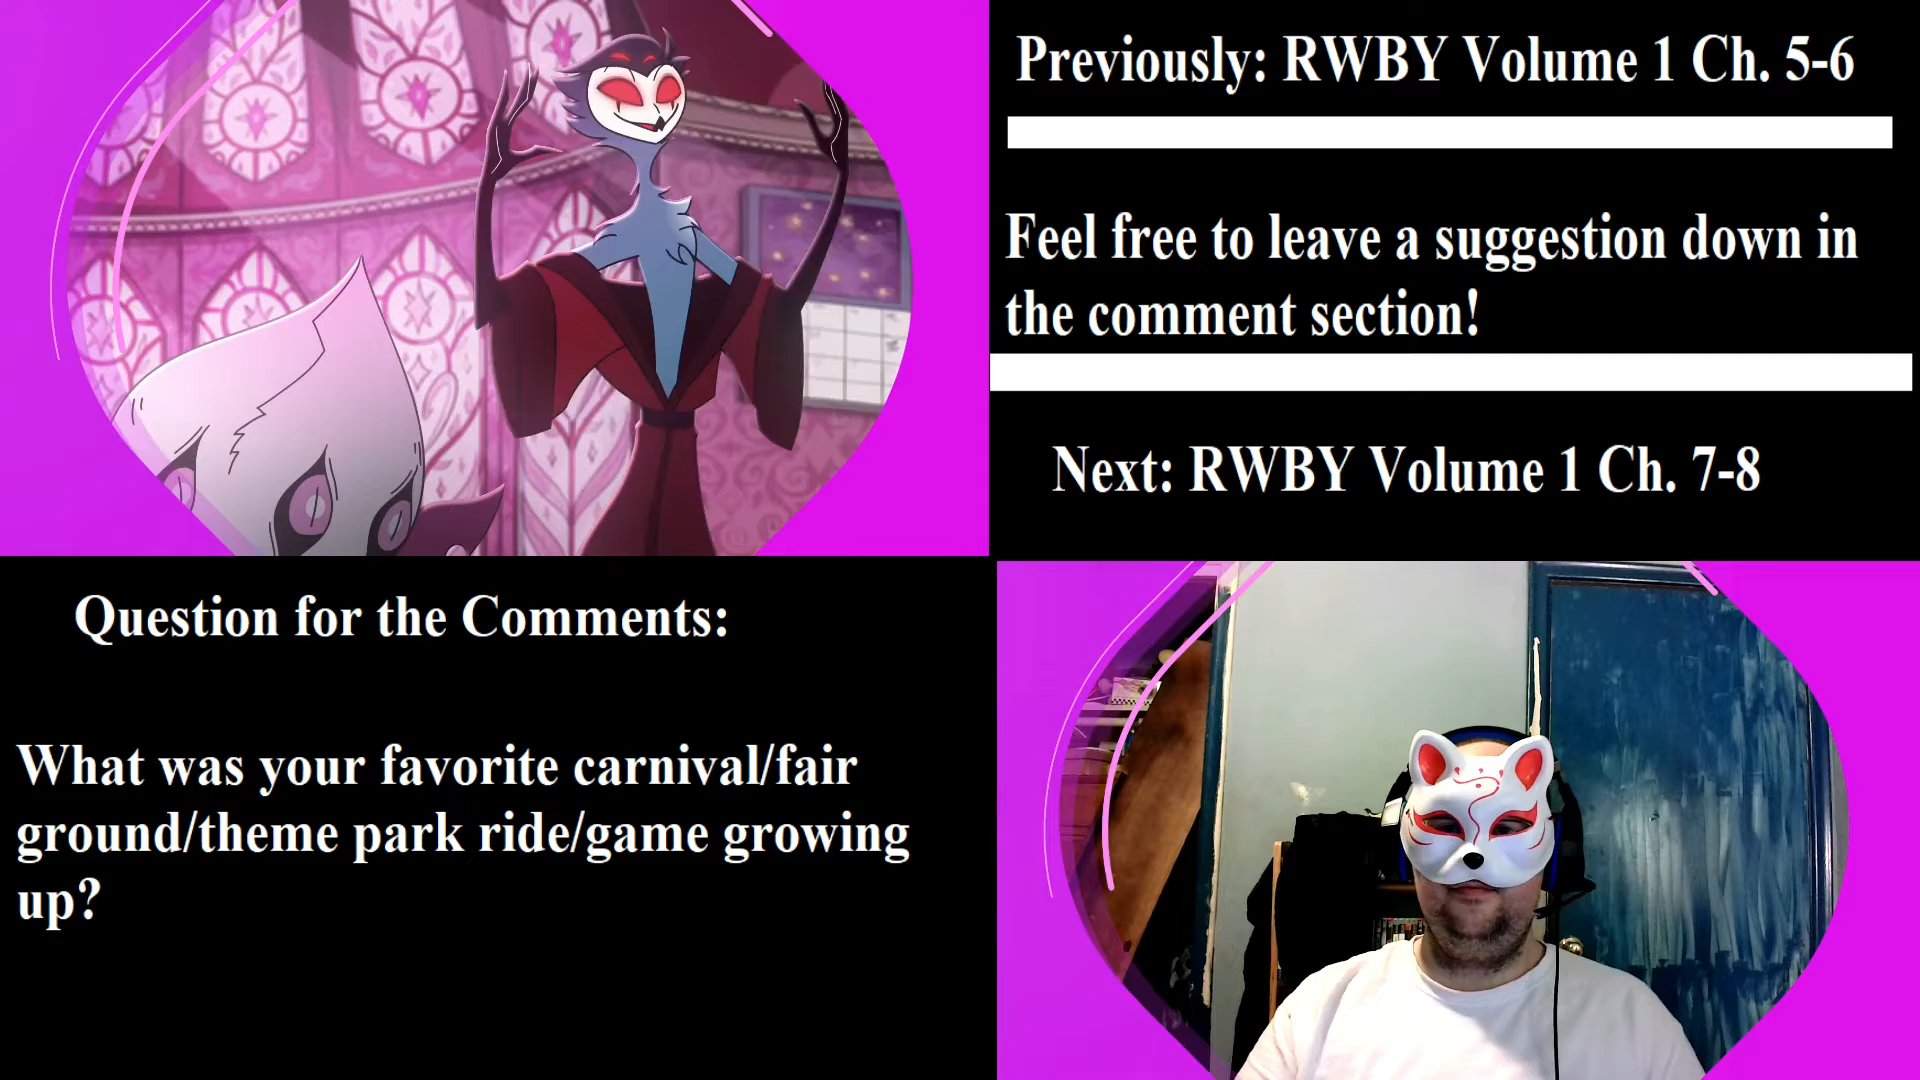 Previously: RWBY Volume 1 Ch. 5-6
Feel free to leave a suggestion down in
the comment section!
Next: RWBY Volume 1 Ch. 7-8
Question for the Comments:
What was your favorite carnival/fair
ground/theme park ride/game growing
up?